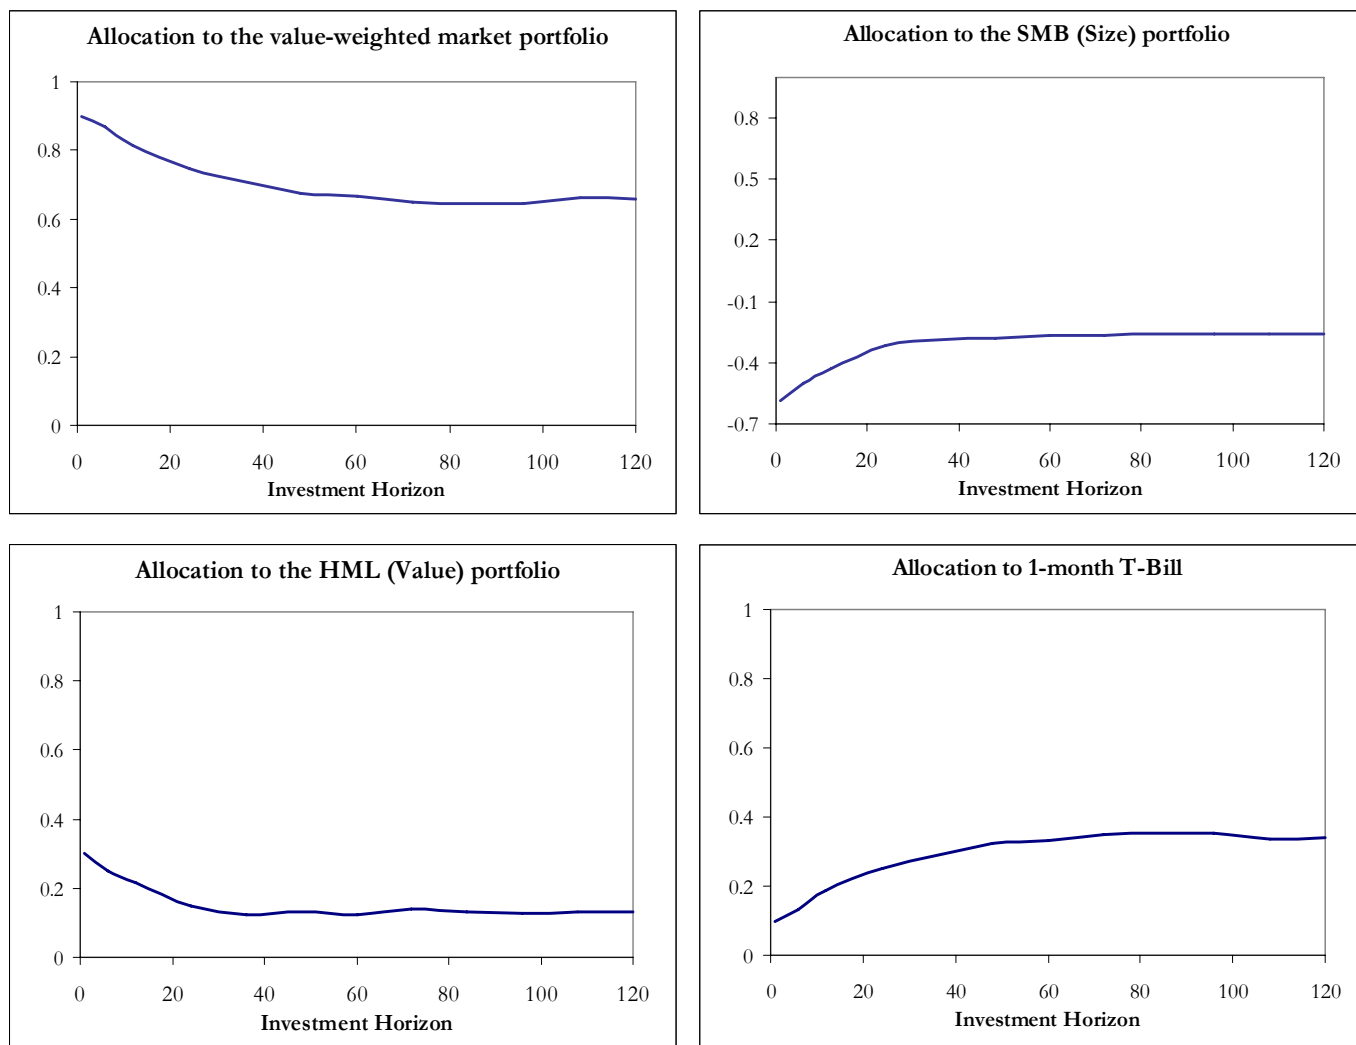 Allocation to the value-weighted market portfolio
1
0.8
0.6
0.4
0.2
0
0 20 40 60 80 100 120
Investment Horizon
Allocation to the SMB (Size) portfolio
0.8
0.5
0.2
-0.1
-0.4
-0.7
0 20 40 60 80 100 120
Investment Horizon
Allocation to the HML (Value) portfolio
1
0.8
0.6
0.4
0.2
0
0 20 40 60 80 100 120
Investment Horizon
Allocation to 1-month T-Bill
1
0.8
0.6
0.4
0.2
0
0 20 40 60 80 100 120
Investment Horizon